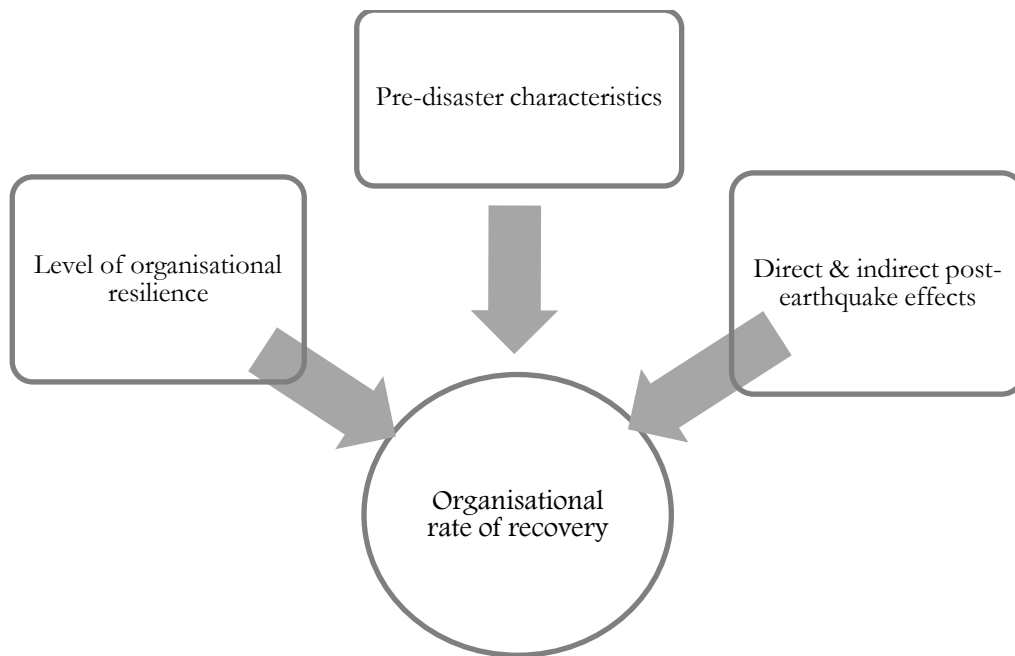 Pre-disaster characteristics
Level of organisational
resilience
Direct & indirect post-
earthquake effects
Organisational
rate of recovery